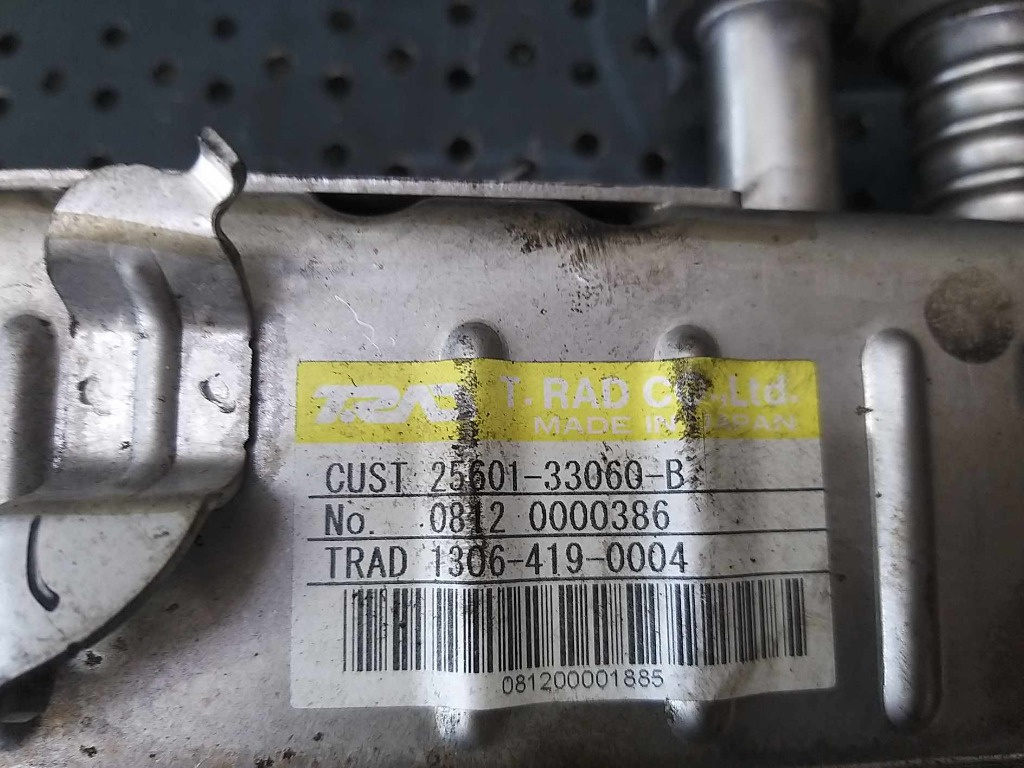 TRAD T. RAD Co.,Ltd.
MADE IN JAPAN
CUST 25601-33060-B
No. 0812 0000386
TRAD 1306-419-0004
081200001885